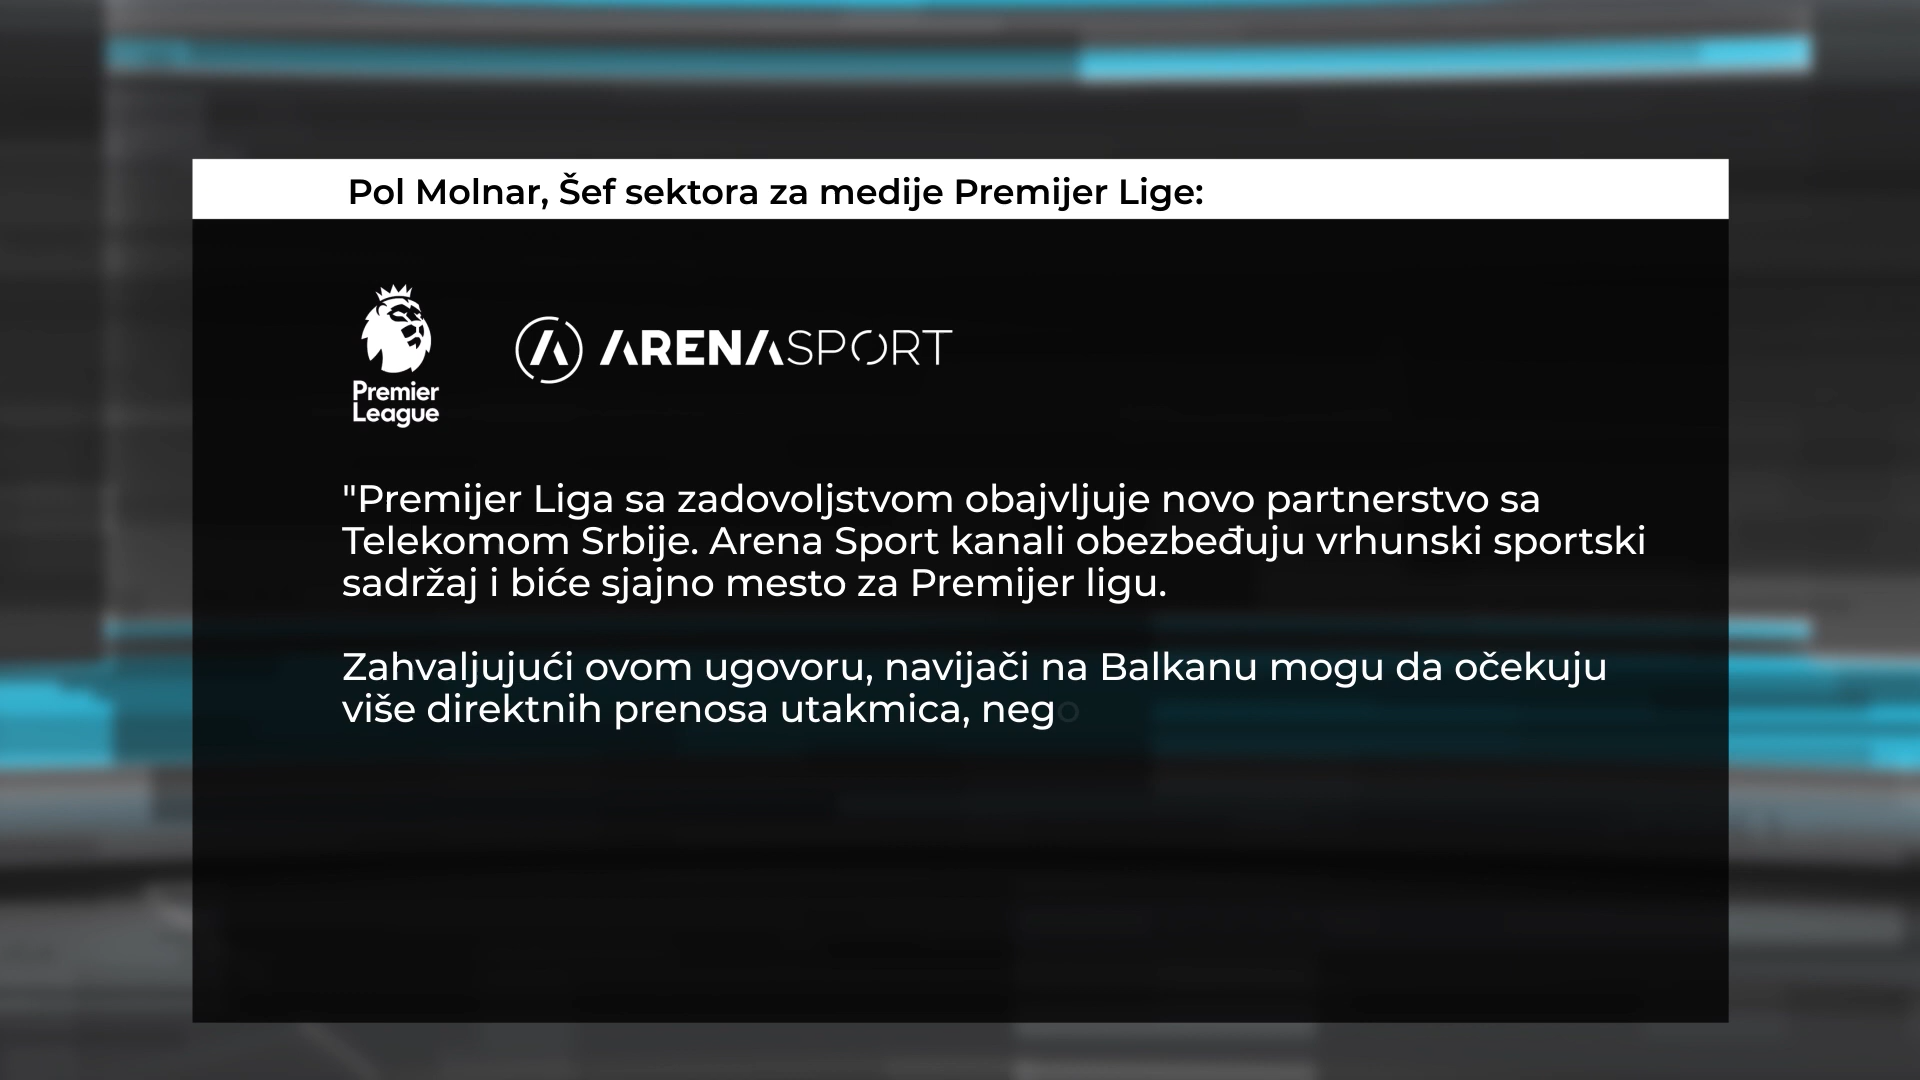 Pol Molnar, Šef sektora za medije Premijer Lige:
Premier
League
ARENASPORT
"Premijer Liga sa zadovoljstvom obajvljuje novo partnerstvo sa
Telekomom Srbije. Arena Sport kanali obezbeđuju vrhunski sportski
sadržaj i biće sjajno mesto za Premijer ligu.
Zahvaljujući ovom ugovoru, navijači na Balkanu mogu da očekuju
više direktnih prenosa utakmica, nego